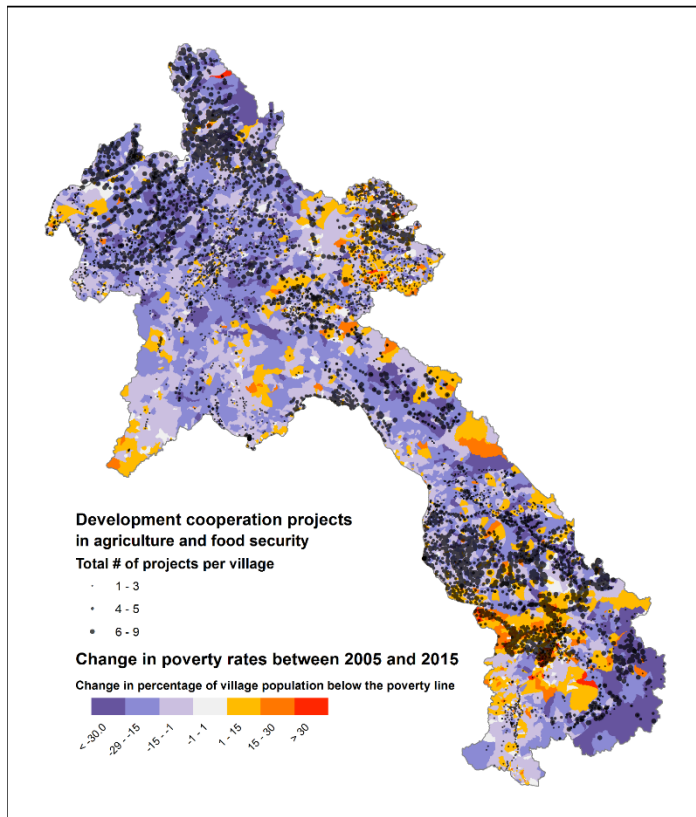 Development cooperation projects
in agriculture and food security
Total # of projects per village
1 - 3
4 - 5
6 - 9
Change in poverty rates between 2005 and 2015
Change in percentage of village population below the poverty line
< -30.0
-29 - -15
-15 - -1
-1 - 1
1 - 15
15 - 30
> 30